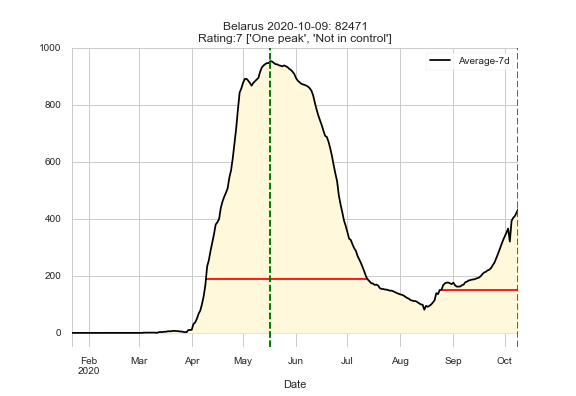 Belarus 2020-10-09: 82471
Rating:7 ['One peak', 'Not in control']
Average-7d
1000
800
600
400
200
0
Feb
2020
Mar
Apr
May
Jun
Jul
Aug
Sep
Oct
Date